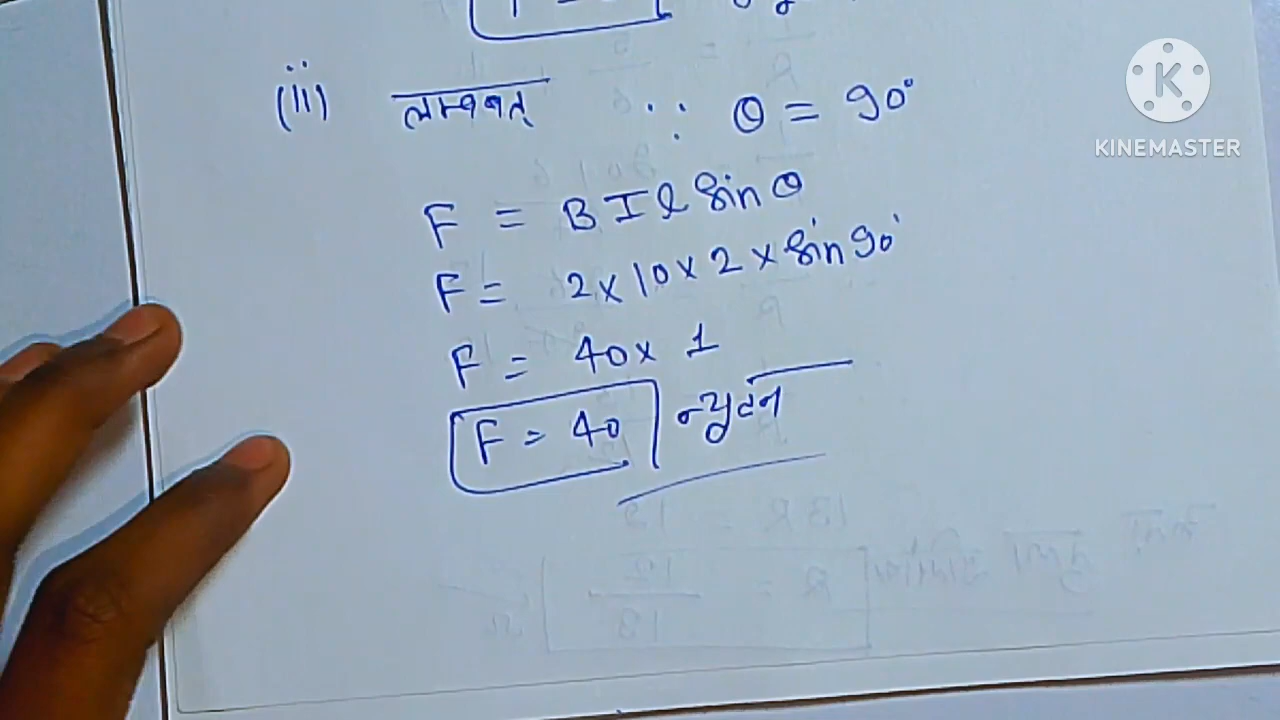 (ii) लम्बवत् ∵ θ = 90°
F = BIl sin θ
F = 2 × 10 × 2 × sin 90°
F = 40 × 1
F = 40 न्यूटन
KINEMASTER